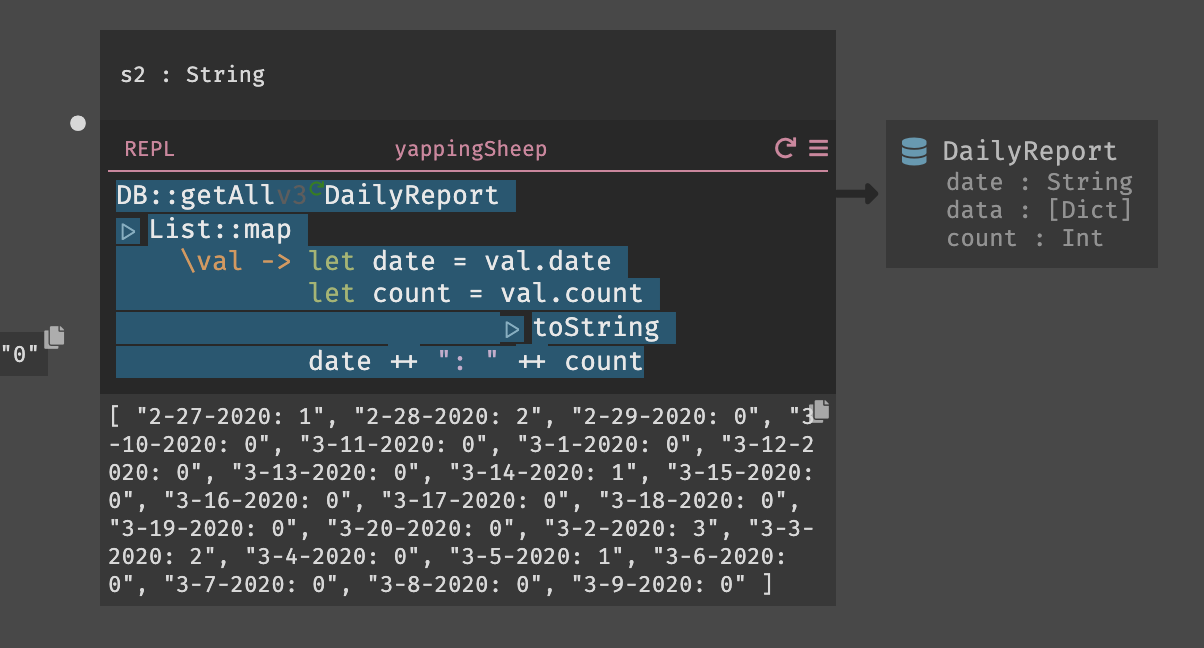 s2 : String
REPL yappingSheep
DB::getAllv3 DailyReport
List::map
\val -> let date = val.date
let count = val.count
toString
date ++ ": " ++ count
"0"
[ "2-27-2020: 1", "2-28-2020: 2", "2-29-2020: 0", "3
-10-2020: 0", "3-11-2020: 0", "3-1-2020: 0", "3-12-2
020: 0", "3-13-2020: 0", "3-14-2020: 1", "3-15-2020:
0", "3-16-2020: 0", "3-17-2020: 0", "3-18-2020: 0",
"3-19-2020: 0", "3-20-2020: 0", "3-2-2020: 3", "3-3-
2020: 2", "3-4-2020: 0", "3-5-2020: 1", "3-6-2020:
0", "3-7-2020: 0", "3-8-2020: 0", "3-9-2020: 0" ]
DailyReport
date : String
data : [Dict]
count : Int